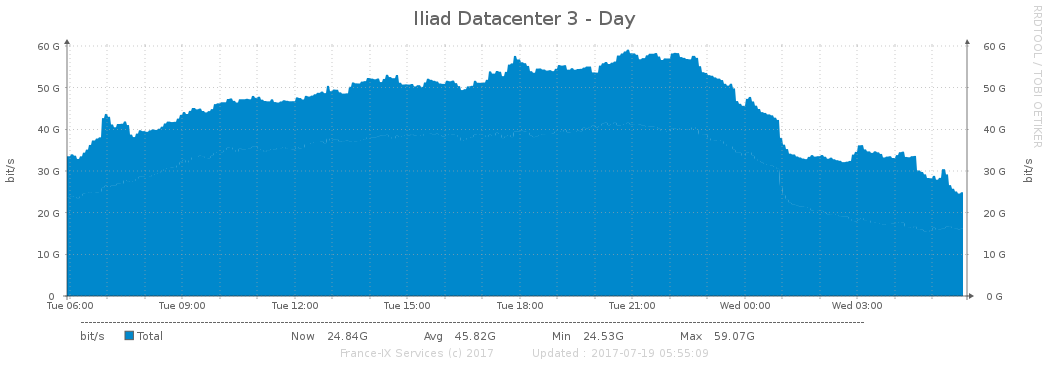 Iliad Datacenter 3 - Day
RRDTOOL / TOBI OETIKER
60 G 60 G
50 G 50 G
40 G 40 G
30 G 30 G
20 G 20 G
10 G 10 G
0 0 G
bit/s bit/s
Tue 06:00 Tue 09:00 Tue 12:00 Tue 15:00 Tue 18:00 Tue 21:00 Wed 00:00 Wed 03:00
bit/s Total Now 24.84G Avg 45.82G Min 24.53G Max 59.07G
France-IX Services (c) 2017 Updated : 2017-07-19 05:55:09